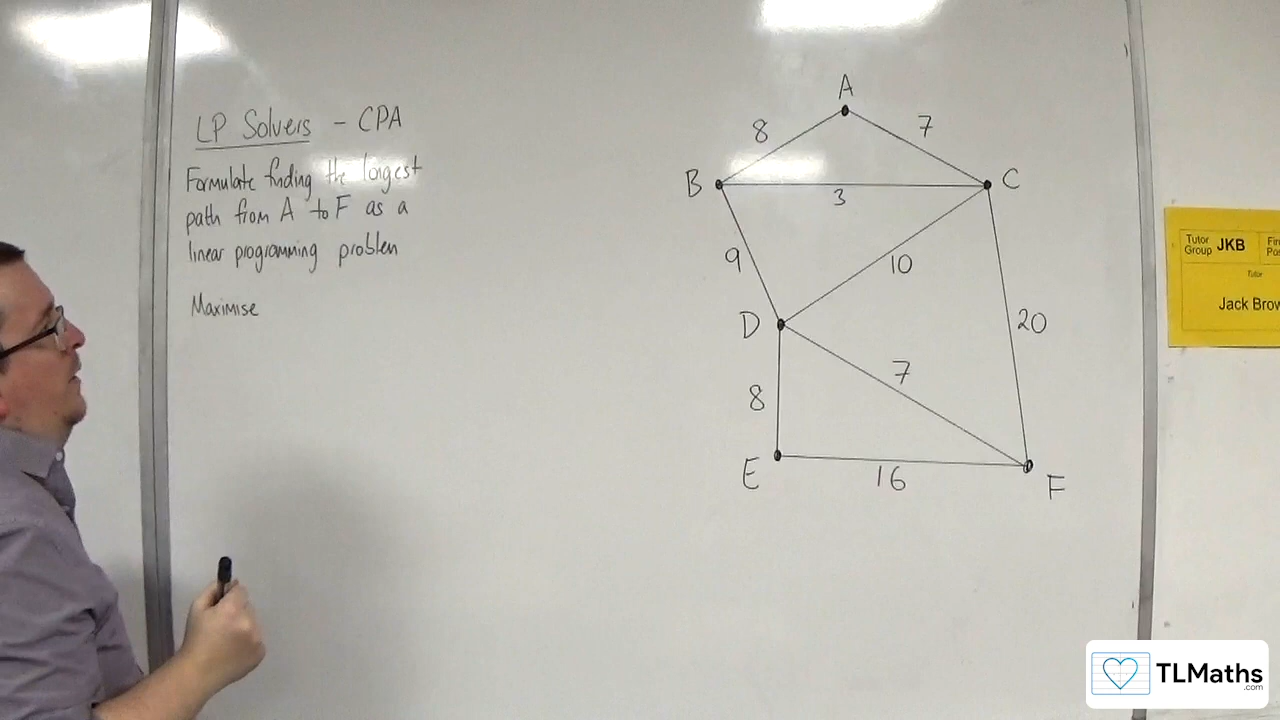 LP Solvers - CPA
Formulate finding the longest
path from A to F as a
linear programming problem
Maximise
A
8
7
B
3
C
9
10
D
20
7
8
E
16
F
Tutor Group JKB
Tutor
Jack
TLMaths
.com